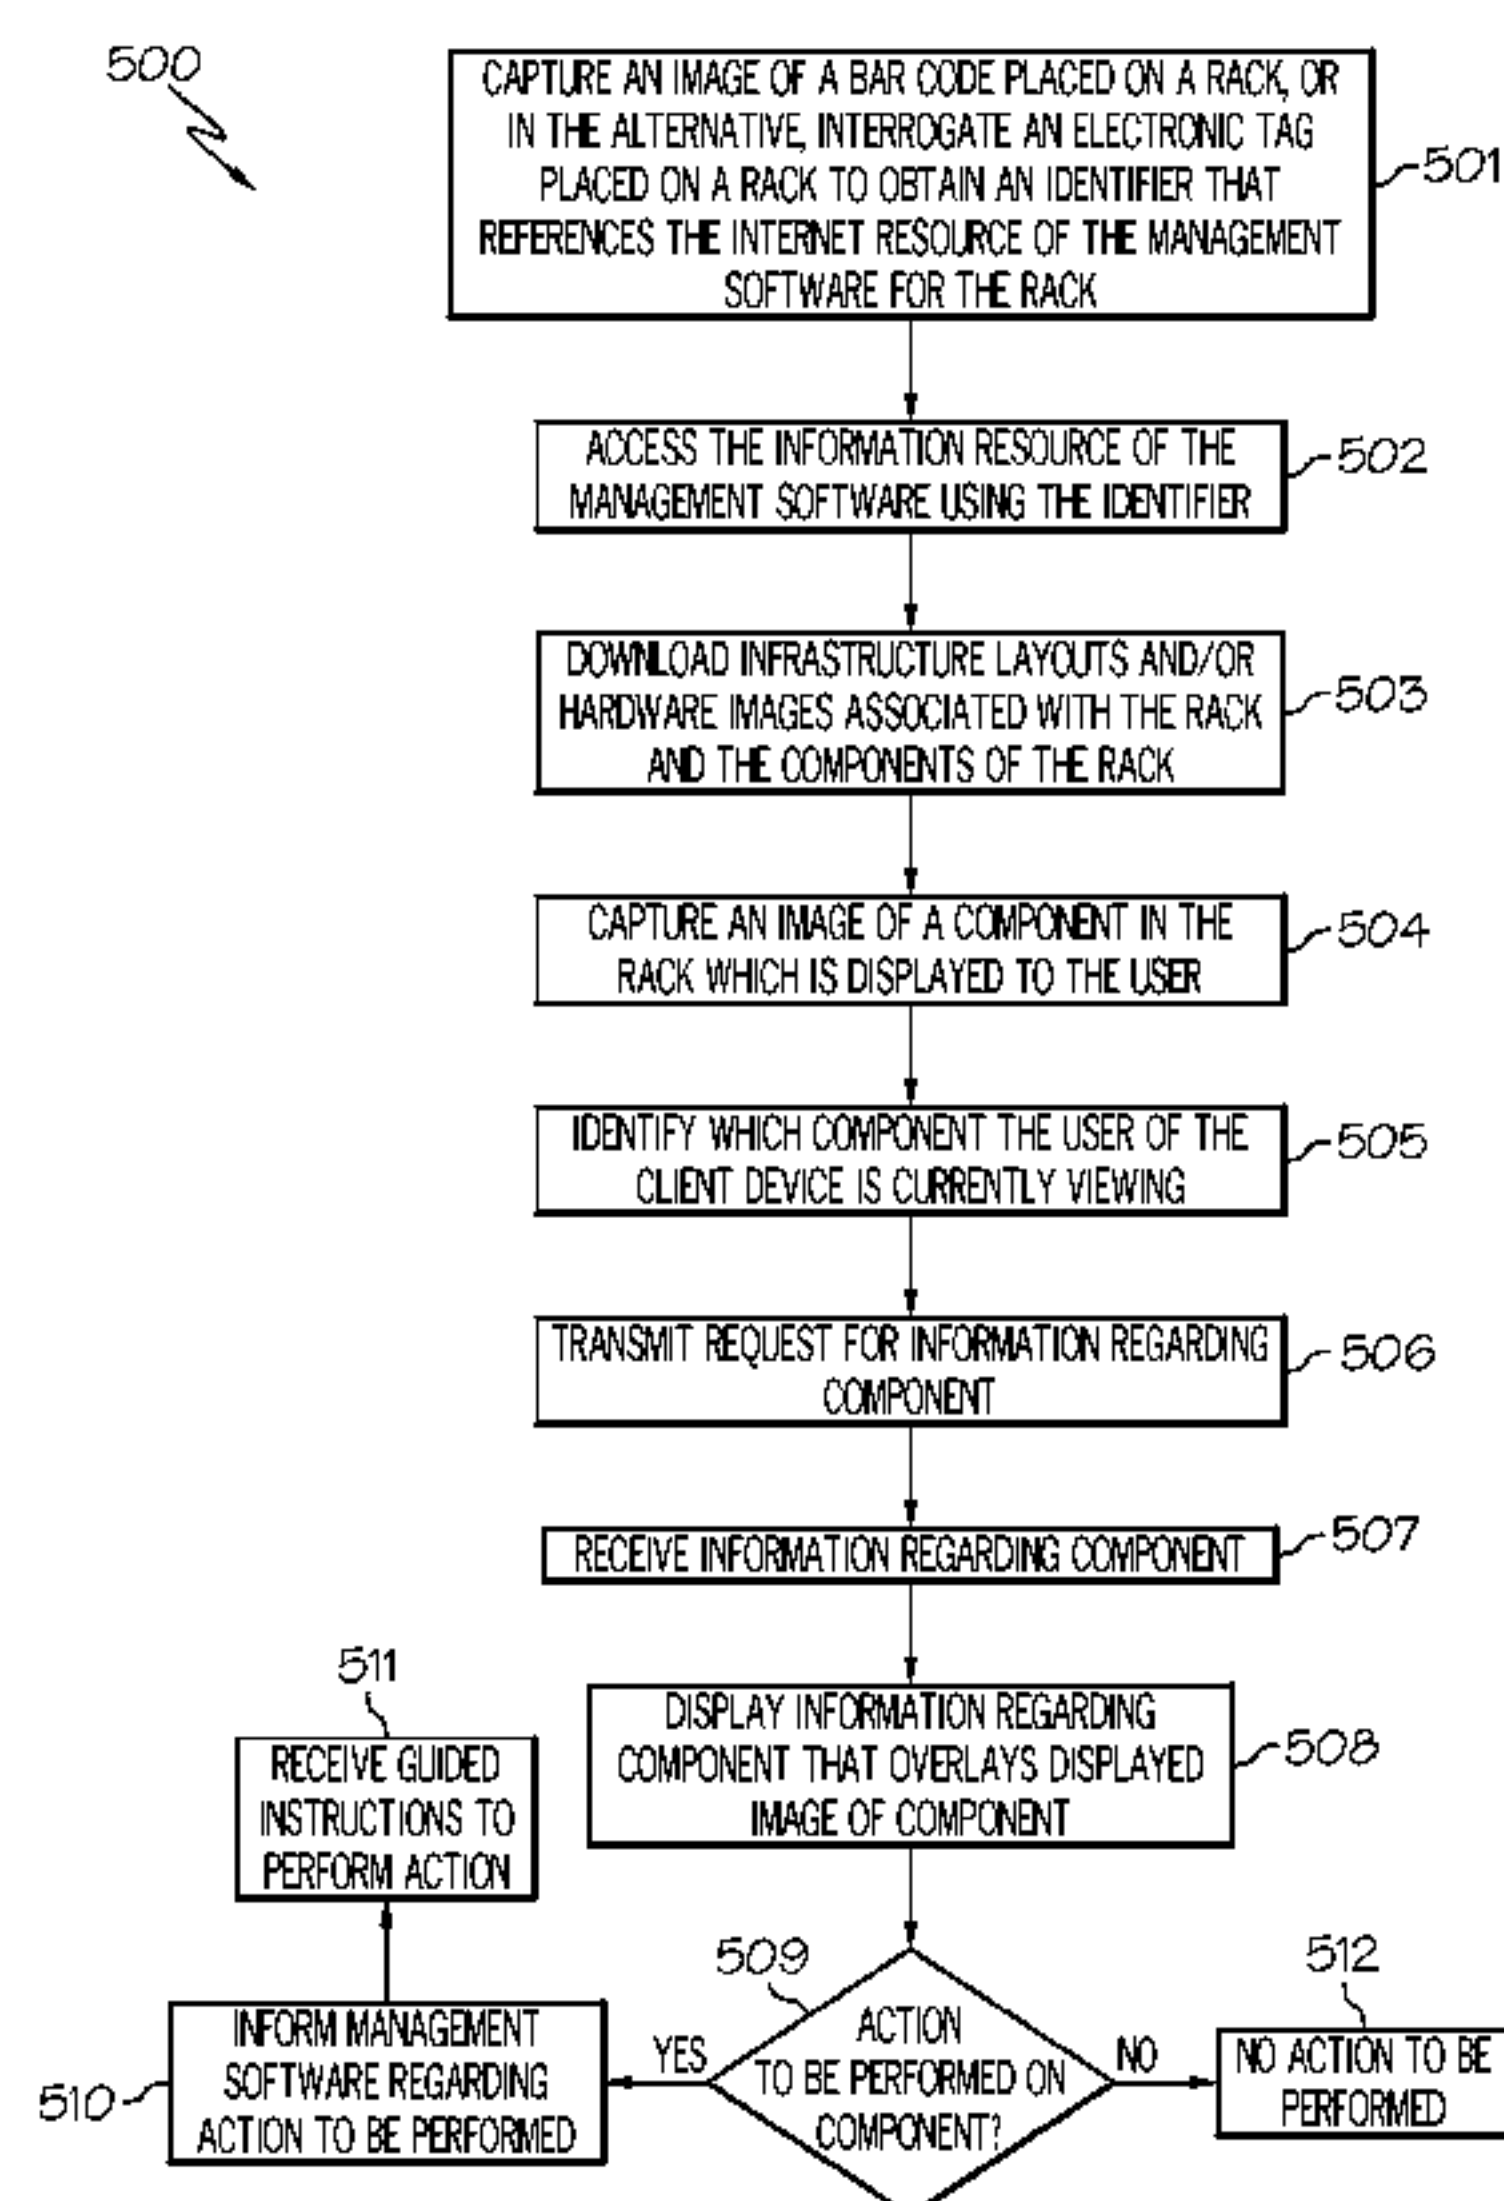 500
CAPTURE AN IMAGE OF A BAR CODE PLACED ON A RACK, OR
IN THE ALTERNATIVE, INTERROGATE AN ELECTRONIC TAG
PLACED ON A RACK TO OBTAIN AN IDENTIFIER THAT
REFERENCES THE INTERNET RESOURCE OF THE MANAGEMENT
SOFTWARE FOR THE RACK
501
ACCESS THE INFORMATION RESOURCE OF THE
MANAGEMENT SOFTWARE USING THE IDENTIFIER
502
DOWNLOAD INFRASTRUCTURE LAYOUTS AND/OR
HARDWARE IMAGES ASSOCIATED WITH THE RACK
AND THE COMPONENTS OF THE RACK
503
CAPTURE AN IMAGE OF A COMPONENT IN THE
RACK WHICH IS DISPLAYED TO THE USER
504
IDENTIFY WHICH COMPONENT THE USER OF THE
CLIENT DEVICE IS CURRENTLY VIEWING
505
TRANSMIT REQUEST FOR INFORMATION REGARDING
COMPONENT
506
RECEIVE INFORMATION REGARDING COMPONENT
507
DISPLAY INFORMATION REGARDING
COMPONENT THAT OVERLAYS DISPLAYED
IMAGE OF COMPONENT
508
511
RECEIVE GUIDED
INSTRUCTIONS TO
PERFORM ACTION
509
ACTION
TO BE PERFORMED ON
COMPONENT?
YES
NO
510
INFORM MANAGEMENT
SOFTWARE REGARDING
ACTION TO BE PERFORMED
512
NO ACTION TO BE
PERFORMED